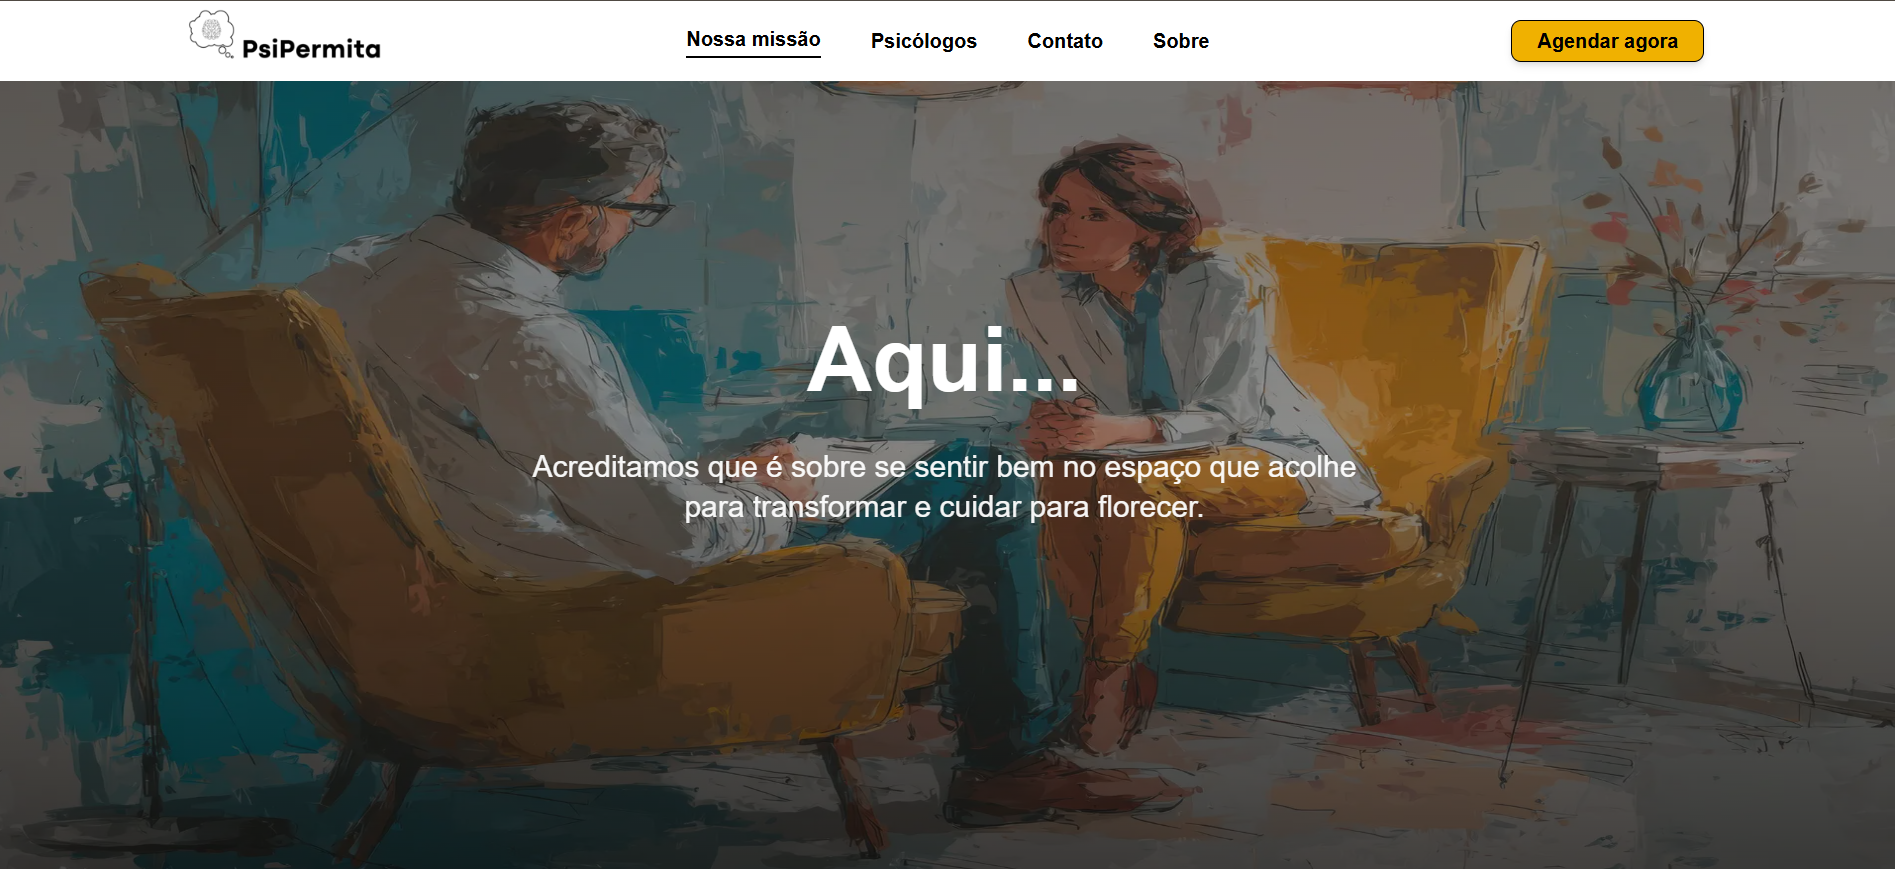 PsiPermita
Nossa missão
Psicólogos
Contato
Sobre
Agendar agora
Aqui...
Acreditamos que é sobre se sentir bem no espaço que acolhe
para transformar e cuidar para florecer.